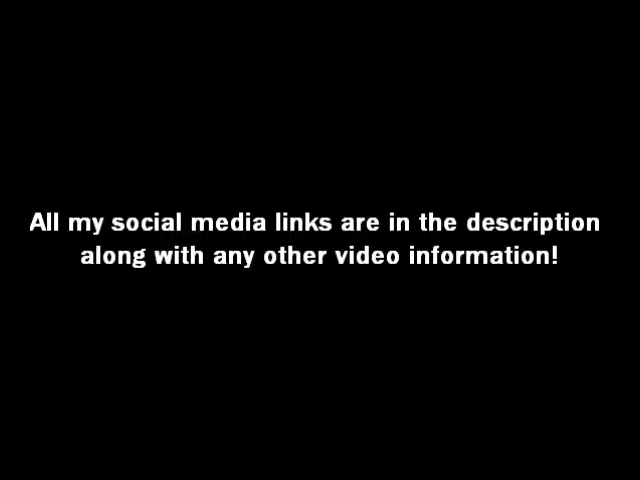 All my social media links are in the description
along with any other video information!